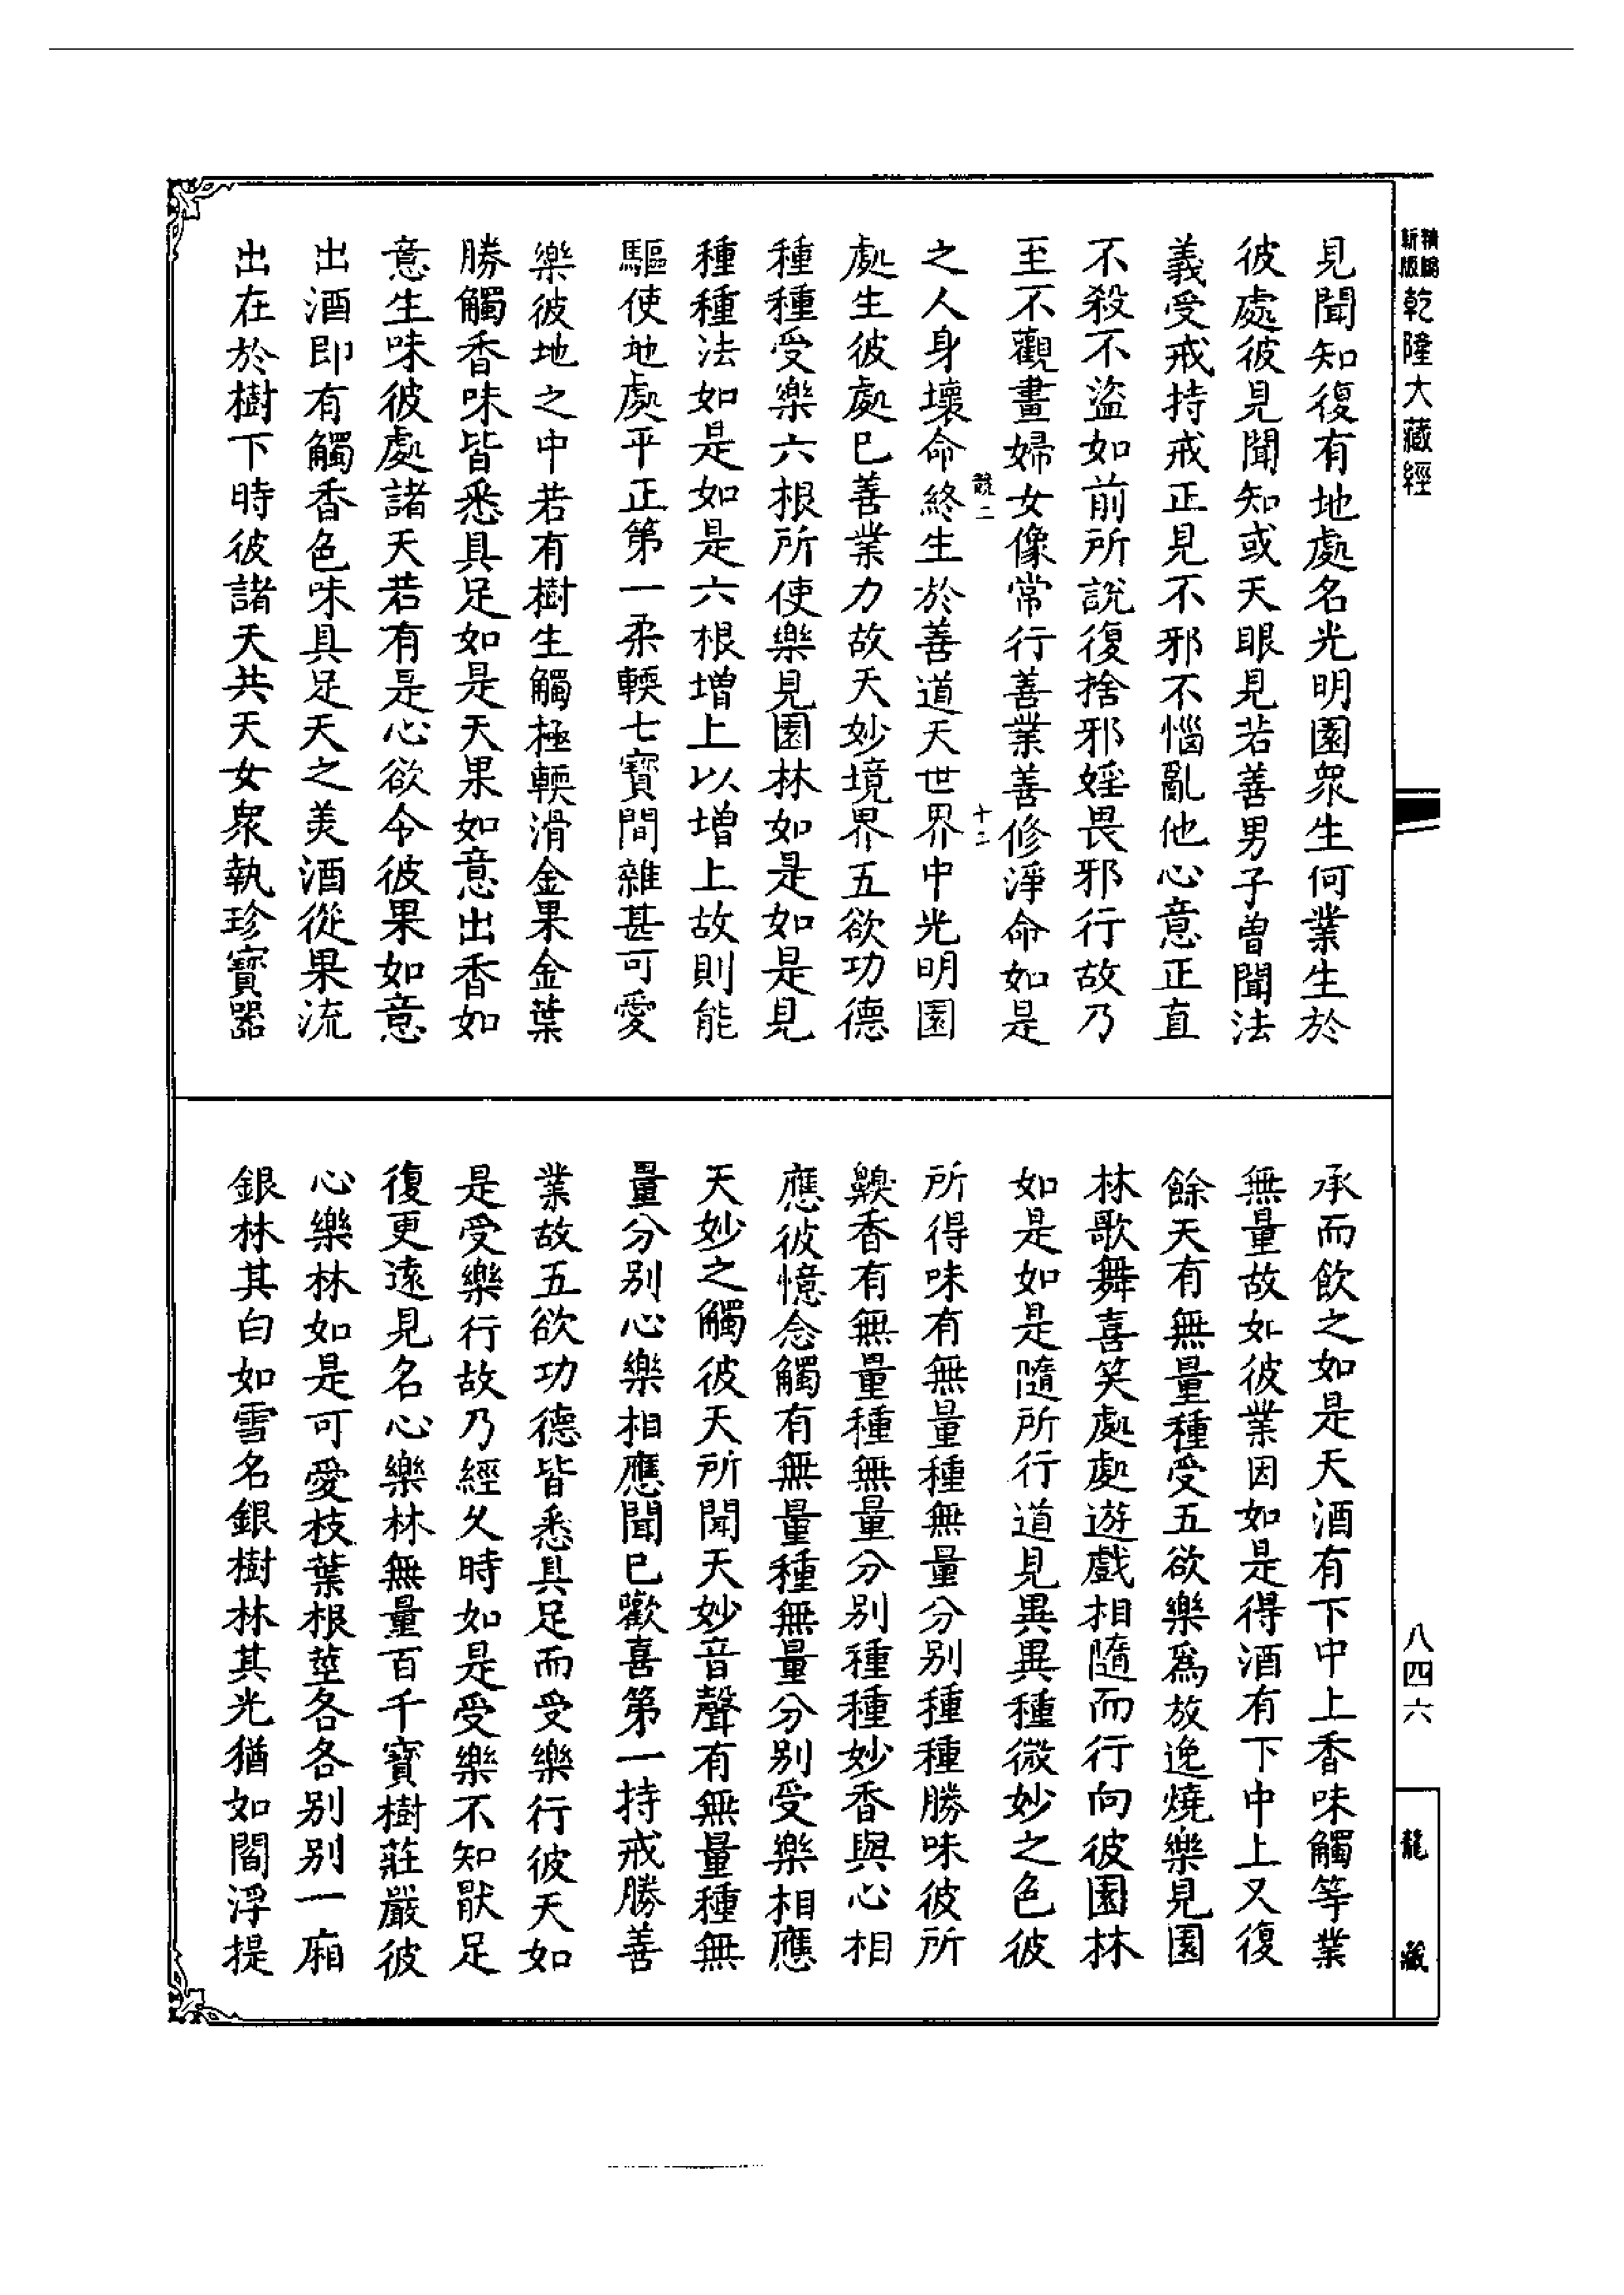 乾隆大藏經
見聞知復有地處名光明園眾生何業生於
彼處彼見聞知或天眼見若善男子曾聞法
義受戒持戒正見不邪不惱亂他心意正直
不殺不盜如前所說復捨邪婬畏邪行故乃
至不觀畫婦女像常行善業善修淨命如是
之人身壞命終生於善道天世界中光明園
處生彼處已善業力故天妙境界五欲功德
種種受樂六根所使樂見園林如是如是見
種種法如是如是六根增上以增上故則能
驅使地處平正第一柔輭七寶間雜甚可愛
樂彼地之中若有樹生觸極輭滑金果金葉
勝觸香味皆悉具足如是天果如意出香如
意生味彼處諸天若有是心欲令彼果如意
出酒即有觸香色味具足天之美酒從果流
出在於樹下時彼諸天共天女眾執珍寶器
承而飲之如是天酒有下中上香味觸等業
無量故如彼業因如是得酒有下中上又復
餘天有無量種受五欲樂為放逸燒樂見園
林歌舞喜笑處處遊戲相隨而行向彼園林
如是如是隨所行道見異異種微妙之色彼
所得味有無量種無量分別種種勝味彼所
齅香有無量種無量分別種種妙香與心相
應彼憶念觸有無量種無量分別受樂相應
天妙之觸彼天所聞天妙音聲有無量種無
量分別心樂相應聞已歡喜第一持戒勝善
業故五欲功德皆悉具足而受樂行彼天如
是受樂行故乃經久時如是受樂不知猒足
復更遠見名心樂林無量百千寶樹莊嚴彼
心樂林如是可愛枝葉根莖各各別別一廂
銀林其白如雪名銀樹林其光猶如閻浮提
八四六
龍藏